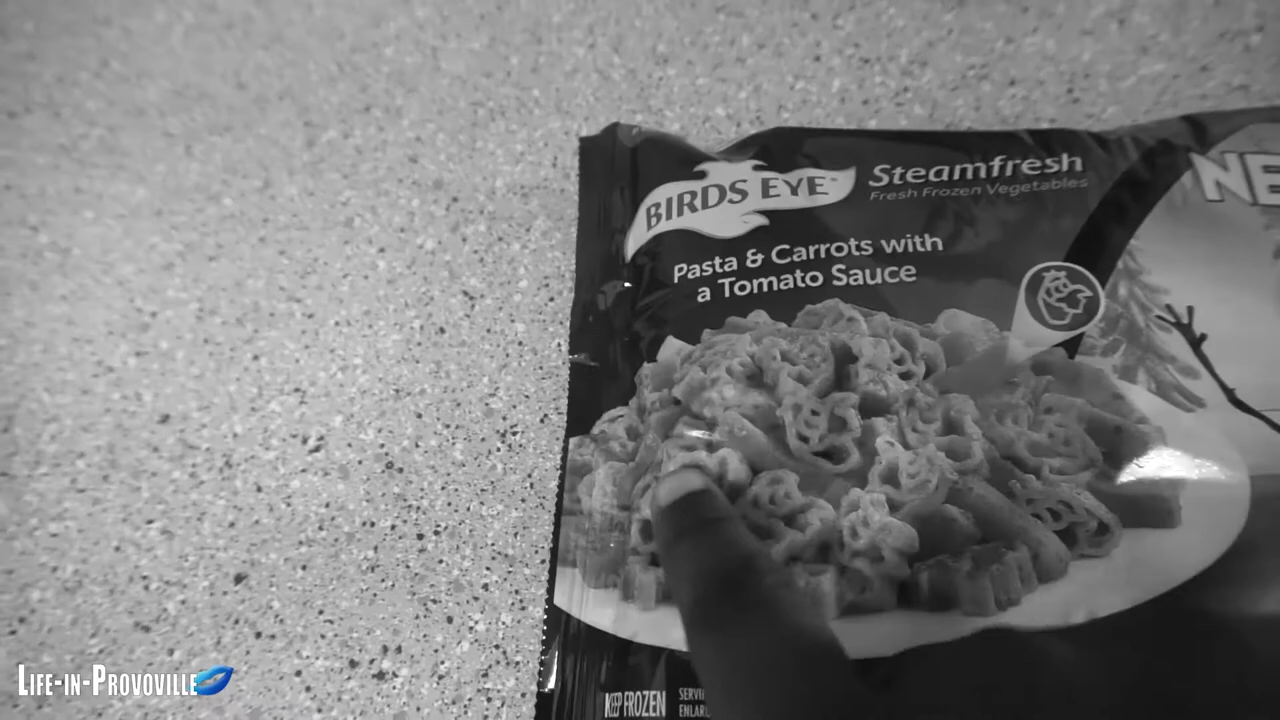 BIRDS EYE
Steamfresh
Fresh Frozen Vegetables
Pasta & Carrots with
a Tomato Sauce
KEEP FROZEN
LIFE-IN-PROVOVILLE